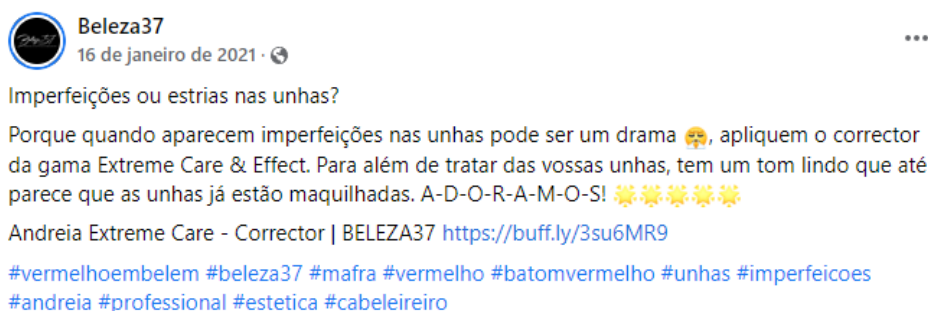 Beleza37
16 de janeiro de 2021 ·
Imperfeições ou estrias nas unhas?
Porque quando aparecem imperfeições nas unhas pode ser um drama 😤, apliquem o corrector
da gama Extreme Care & Effect. Para além de tratar das vossas unhas, tem um tom lindo que até
parece que as unhas já estão maquilhadas. A-D-O-R-A-M-O-S! 🌟🌟🌟🌟🌟
Andreia Extreme Care - Corrector | BELEZA37 https://buff.ly/3su6MR9
#vermelhoembelem #beleza37 #mafra #vermelho #batomvermelho #unhas #imperfeicoes
#andreia #professional #estetica #cabeleireiro